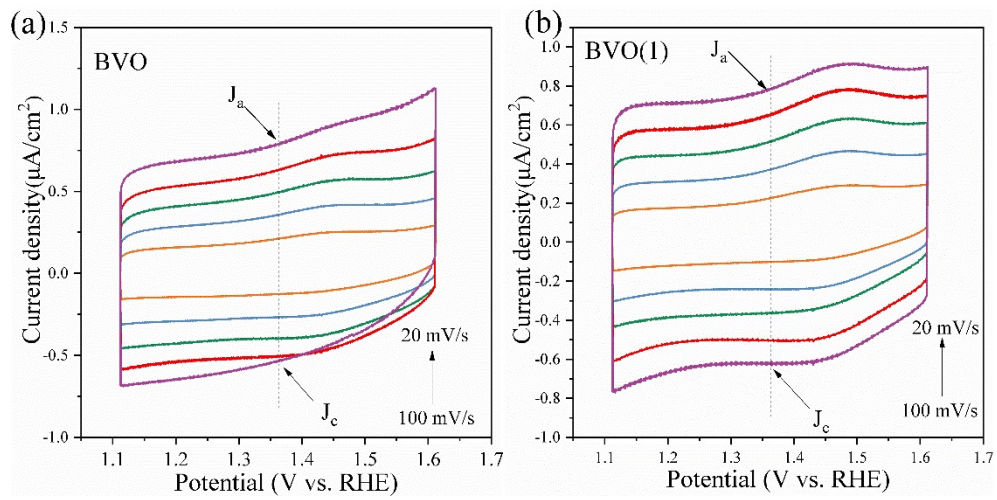 (a)
BVO
J_a
J_c
20 mV/s
100 mV/s
1.5
1.0
0.5
0.0
-0.5
-1.0
1.1 1.2 1.3 1.4 1.5 1.6 1.7
Current density(μA/cm²)
Potential (V vs. RHE)
(b)
BVO(1)
J_a
J_c
20 mV/s
100 mV/s
1.0
0.8
0.6
0.4
0.2
0.0
-0.2
-0.4
-0.6
-0.8
-1.0
1.1 1.2 1.3 1.4 1.5 1.6 1.7
Current density(μA/cm²)
Potential (V vs. RHE)